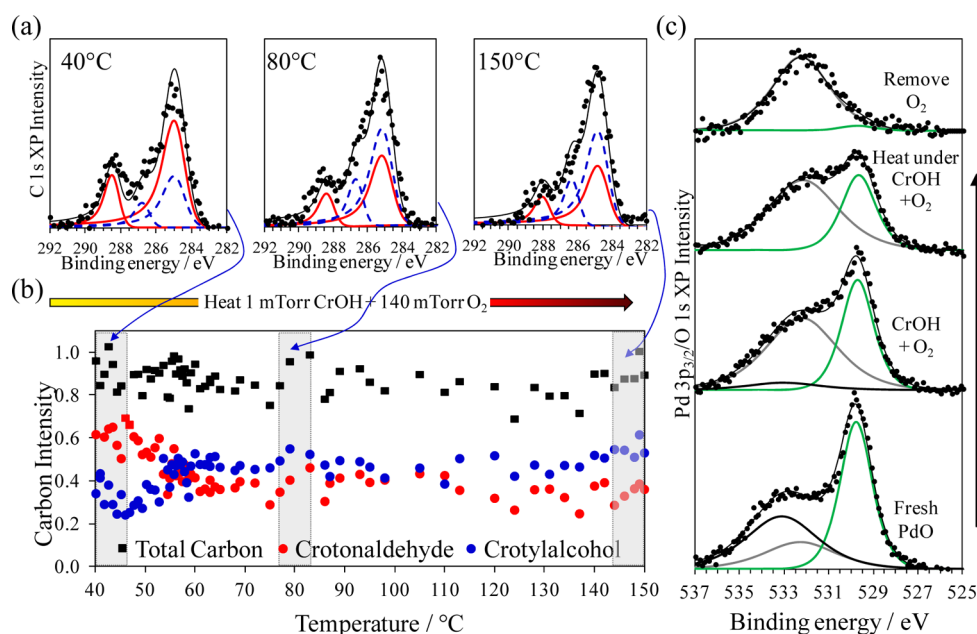 (a)
C 1s XP Intensity
40°C
80°C
150°C
292 290 288 286 284 282
292 290 288 286 284 282
292 290 288 286 284 282
Binding energy / eV
Binding energy / eV
Binding energy / eV
(b)
Heat 1 mTorr CrOH + 140 mTorr O2
Carbon Intensity
1.0
0.8
0.6
0.4
0.2
0.0
Total Carbon Crotonaldehyde Crotylalcohol
40 50 60 70 80 90 100 110 120 130 140 150
Temperature / °C
(c)
Pd 3p3/2/O 1s XP Intensity
Remove
O2
Heat under
CrOH
+O2
CrOH
+ O2
Fresh
PdO
537 535 533 531 529 527 525
Binding energy / eV